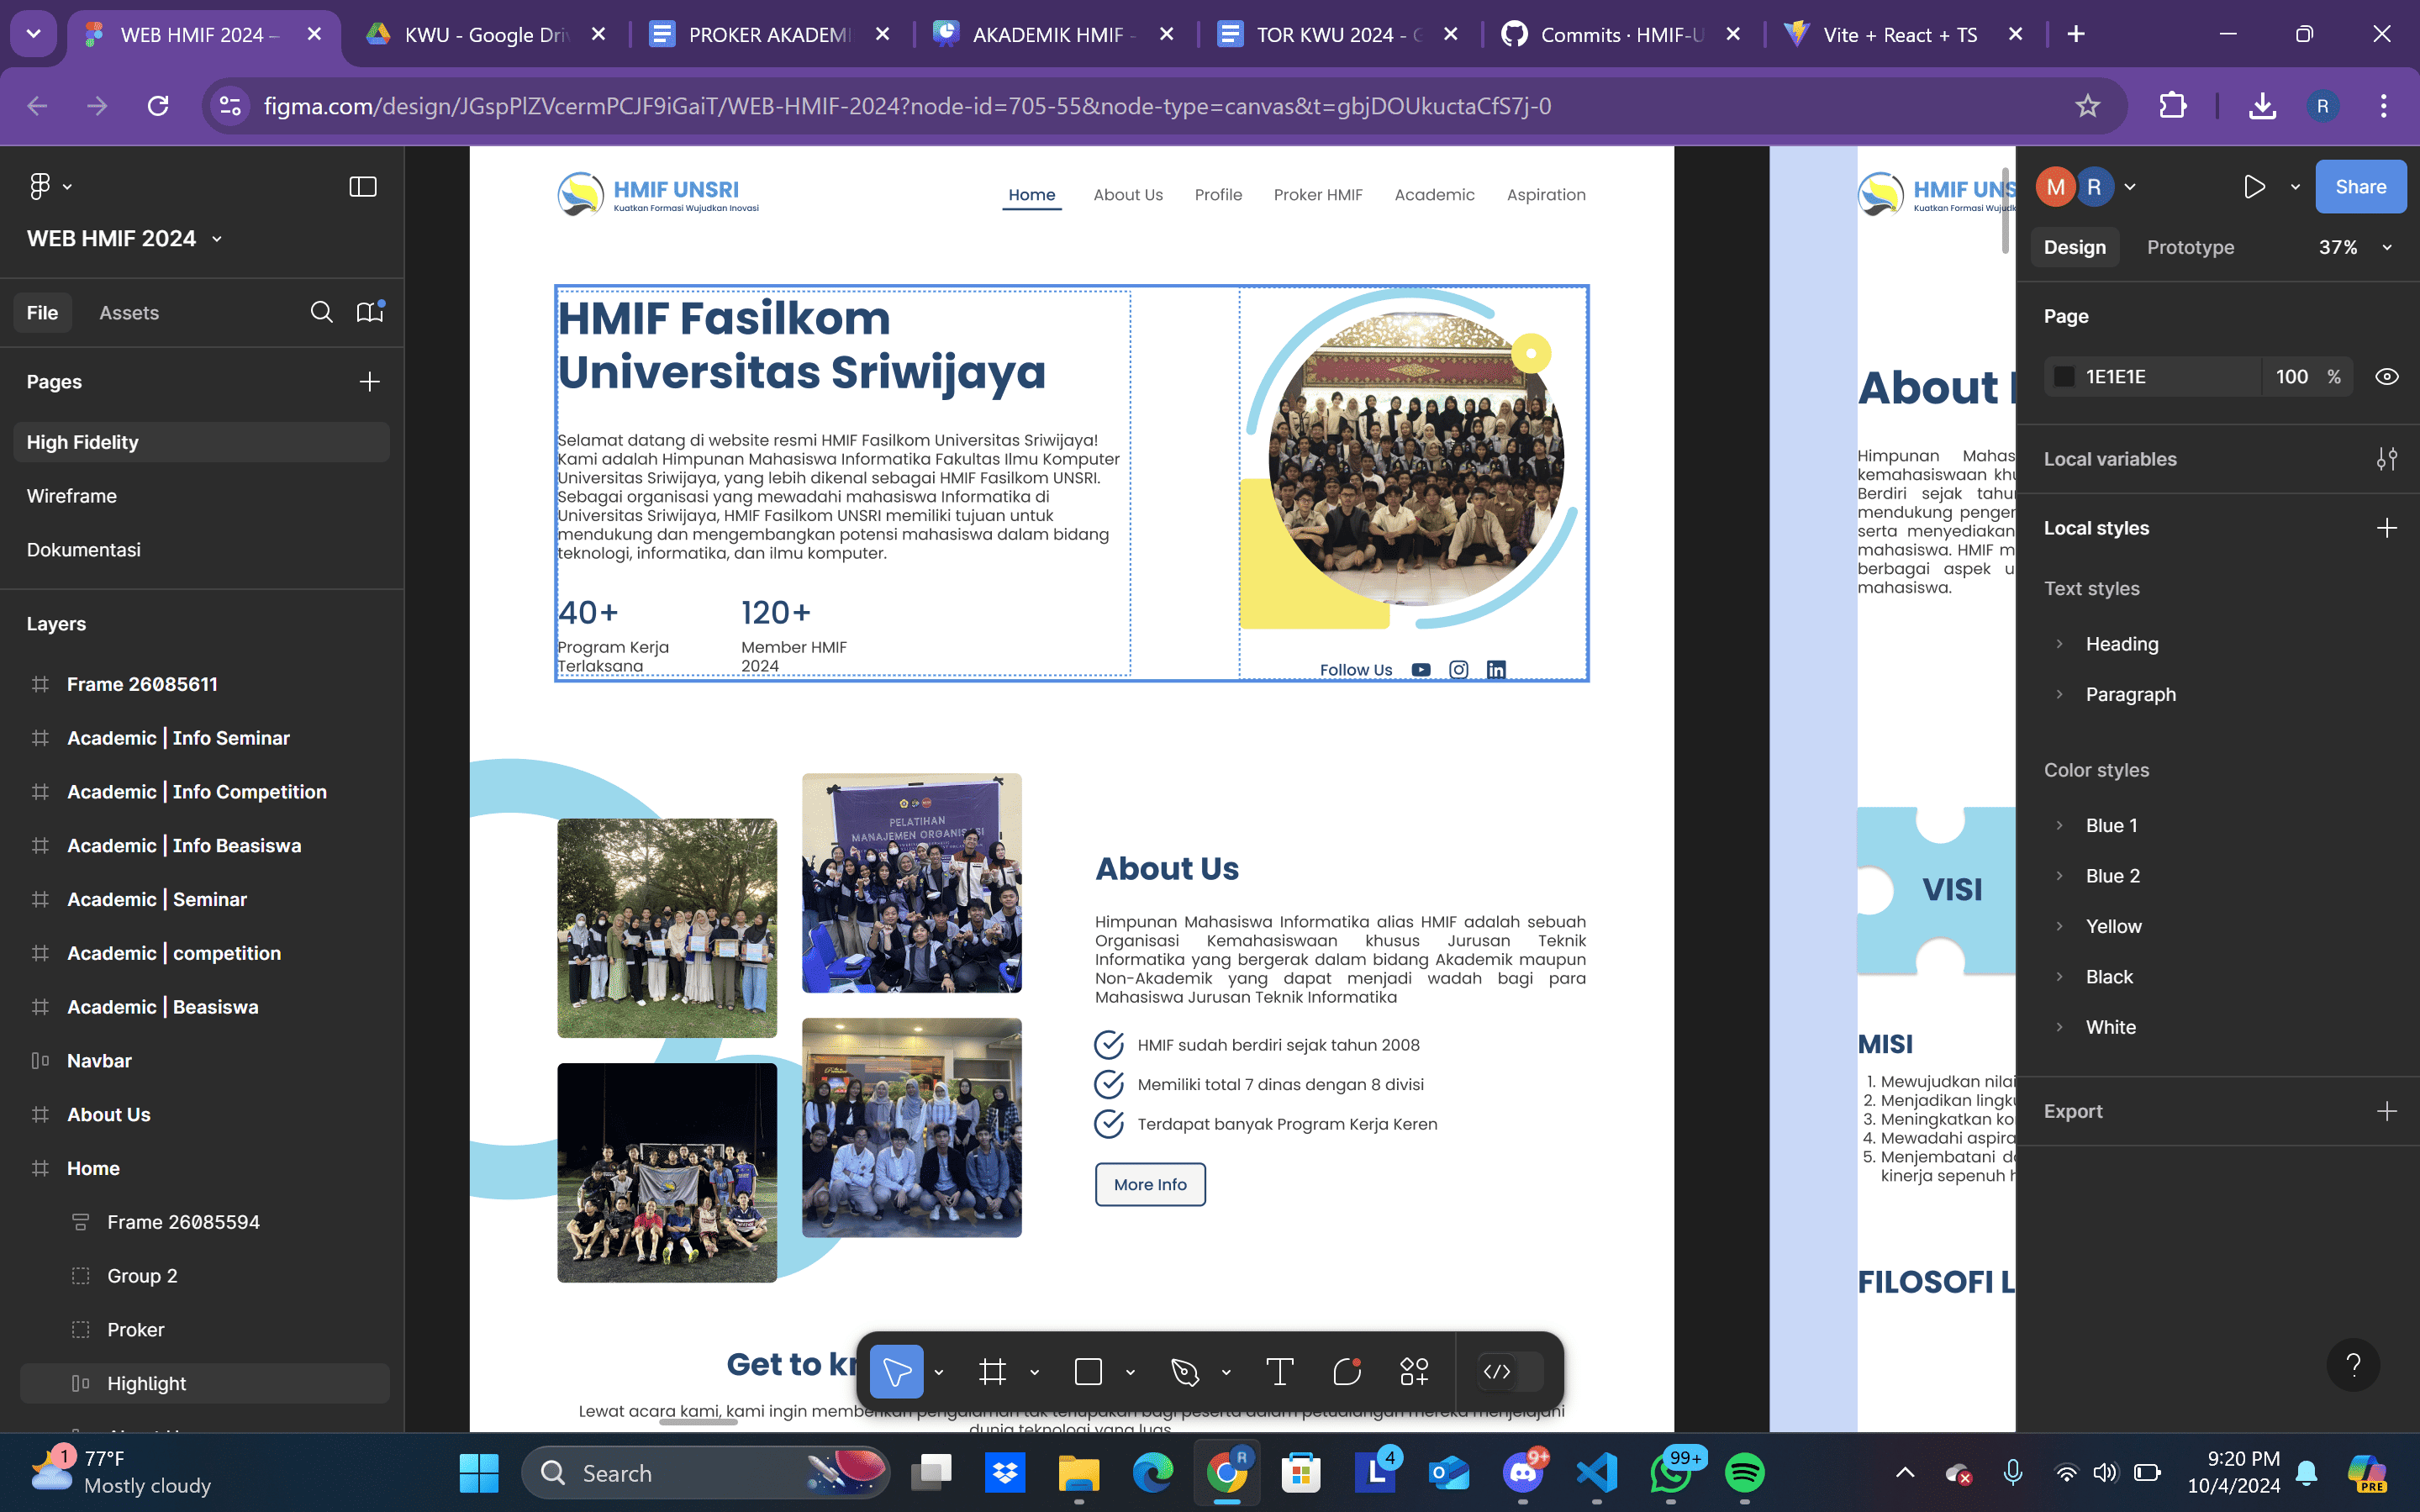 WEB HMIF 2024 –
KWU - Google Dri
PROKER AKADEM
AKADEMIK HMIF -
TOR KWU 2024 -
Commits · HMIF-U
Vite + React + TS
figma.com/design/JGspPlZVcermPCJF9iGaiT/WEB-HMIF-2024?node-id=705-55&node-type=canvas&t=gbjDOUkuctaCfS7j-0
R
WEB HMIF 2024
File
Assets
Pages
High Fidelity
Wireframe
Dokumentasi
Layers
Frame 26085611
Academic | Info Seminar
Academic | Info Competition
Academic | Info Beasiswa
Academic | Seminar
Academic | competition
Academic | Beasiswa
Navbar
About Us
Home
Frame 26085594
Group 2
Proker
Highlight
HMIF UNSRI
Kuatkan Formasi Wujudkan Inovasi
Home
About Us
Profile
Proker HMIF
Academic
Aspiration
HMIF Fasilkom
Universitas Sriwijaya
Selamat datang di website resmi HMIF Fasilkom Universitas Sriwijaya!
Kami adalah Himpunan Mahasiswa Informatika Fakultas Ilmu Komputer
Universitas Sriwijaya, yang lebih dikenal sebagai HMIF Fasilkom UNSRI.
Sebagai organisasi yang mewadahi mahasiswa Informatika di
Universitas Sriwijaya, HMIF Fasilkom UNSRI memiliki tujuan untuk
mendukung dan mengembangkan potensi mahasiswa dalam bidang
teknologi, informatika, dan ilmu komputer.
40+
Program Kerja
Terlaksana
120+
Member HMIF
2024
Follow Us
PELATIHAN
MANAJEMEN ORGANISASI
About Us
Himpunan Mahasiswa Informatika alias HMIF adalah sebuah
Organisasi Kemahasiswaan khusus Jurusan Teknik
Informatika yang bergerak dalam bidang Akademik maupun
Non-Akademik yang dapat menjadi wadah bagi para
Mahasiswa Jurusan Teknik Informatika
HMIF sudah berdiri sejak tahun 2008
Memiliki total 7 dinas dengan 8 divisi
Terdapat banyak Program Kerja Keren
More Info
Get to k
Lewat acara kami, kami ingin memberikan pengalaman tak terlupakan bagi peserta dalam petualangan mereka menjelajahi
dunia teknologi yang luas
HMIF UNS
Kuatkan Formasi Wujudk
About
Himpunan Mahas
kemahasiswaan khu
Berdiri sejak tahu
mendukung penger
serta menyediakan
mahasiswa. HMIF m
berbagai aspek u
mahasiswa.
VISI
MISI
1. Mewujudkan nilai
2. Menjadikan lingku
3. Meningkatkan ko
4. Mewadahi aspira
5. Menjembatani d
kinerja sepenuh h
FILOSOFI L
M
R
Share
Design
Prototype
37%
Page
1E1E1E
100
%
Local variables
Local styles
Text styles
Heading
Paragraph
Color styles
Blue 1
Blue 2
Yellow
Black
White
Export
?
1
77°F
Mostly cloudy
Search
R
4
9+
99+
9:20 PM
10/4/2024
PRE